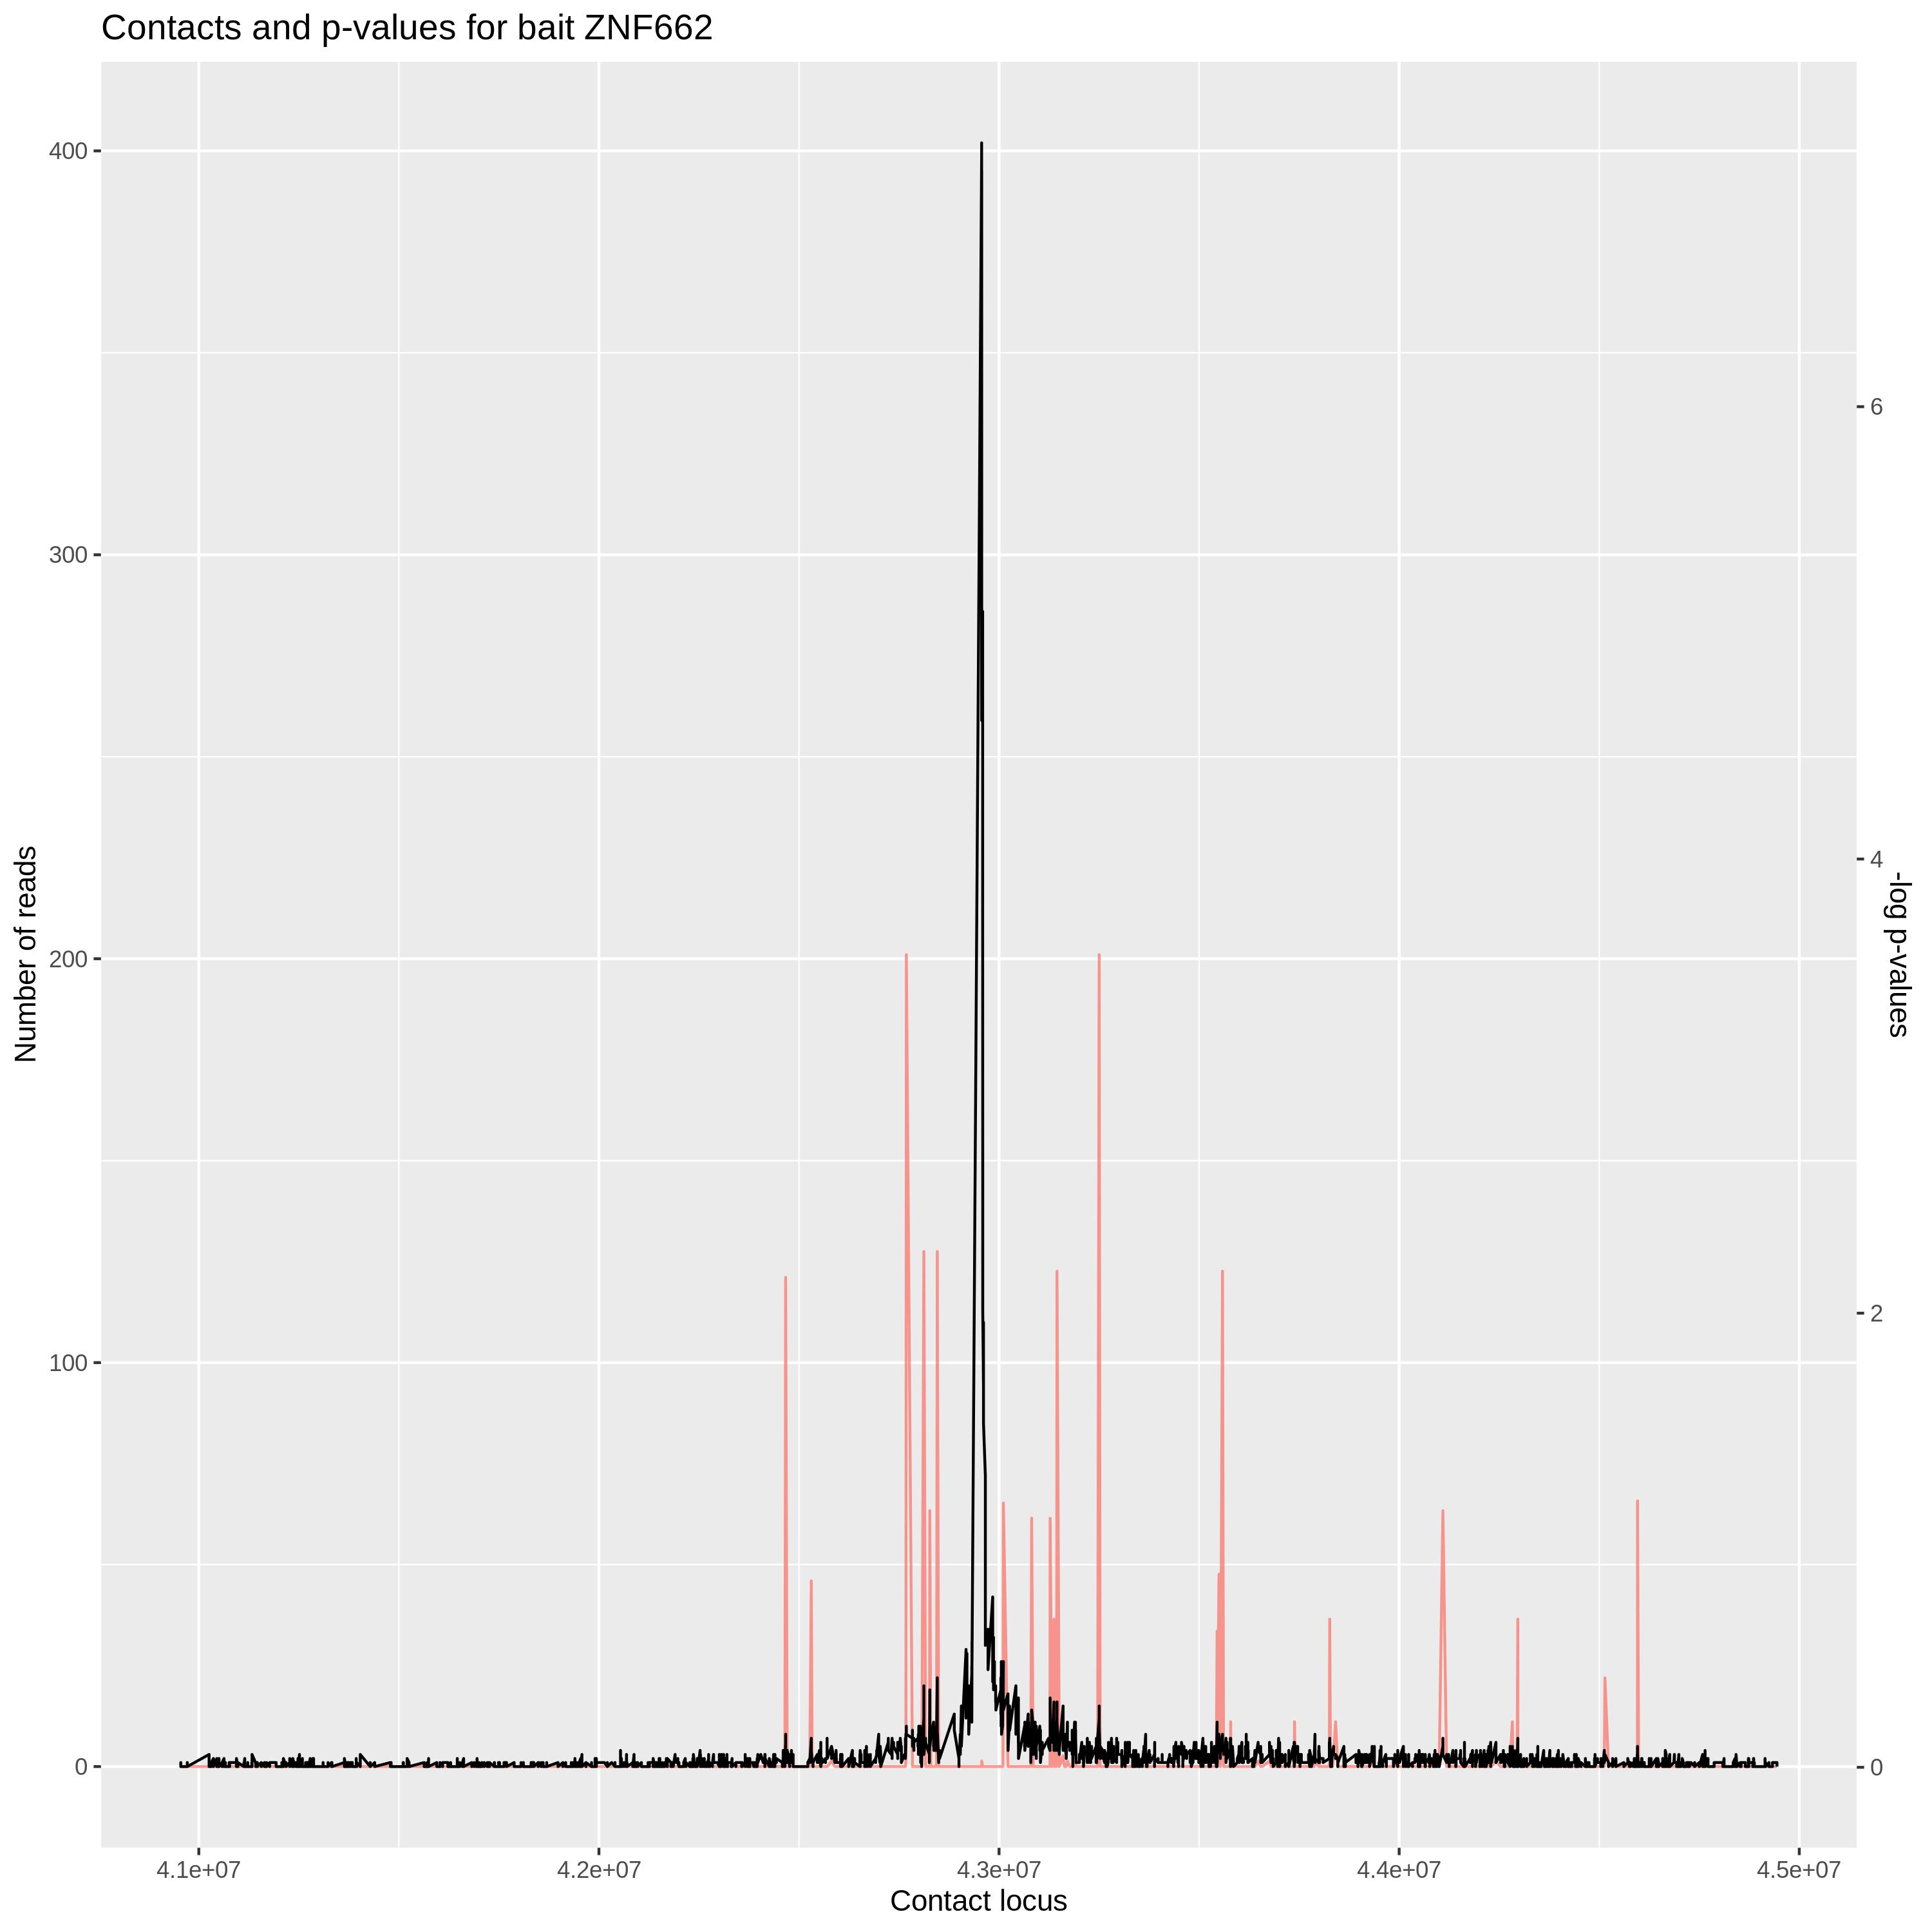 Contacts and p-values for bait ZNF662
400
300
200
100
0
Number of reads
6
4
2
0
-log p-values
4.1e+07 4.2e+07 4.3e+07 4.4e+07 4.5e+07
Contact locus